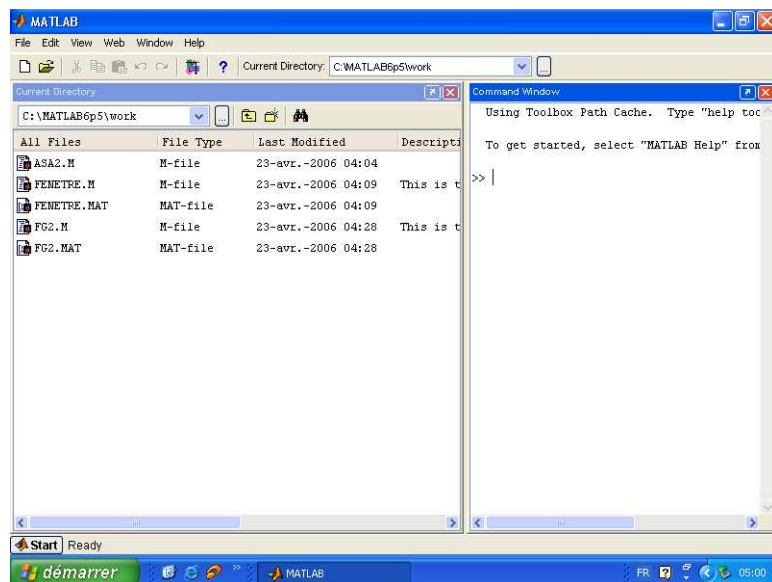 MATLAB
File Edit View Web Window Help
? Current Directory: C:\MATLAB6p5\work ...
Current Directory
C:\MATLAB6p5\work ...
All Files File Type Last Modified Descripti
ASA2.M M-file 23-avr.-2006 04:04
FENETRE.M M-file 23-avr.-2006 04:09 This is t
FENETRE.MAT MAT-file 23-avr.-2006 04:09
FG2.M M-file 23-avr.-2006 04:28 This is t
FG2.MAT MAT-file 23-avr.-2006 04:28
Command Window
Using Toolbox Path Cache. Type "help too
To get started, select "MATLAB Help" from
>>
Start Ready
démarrer » MATLAB FR ? 05:00